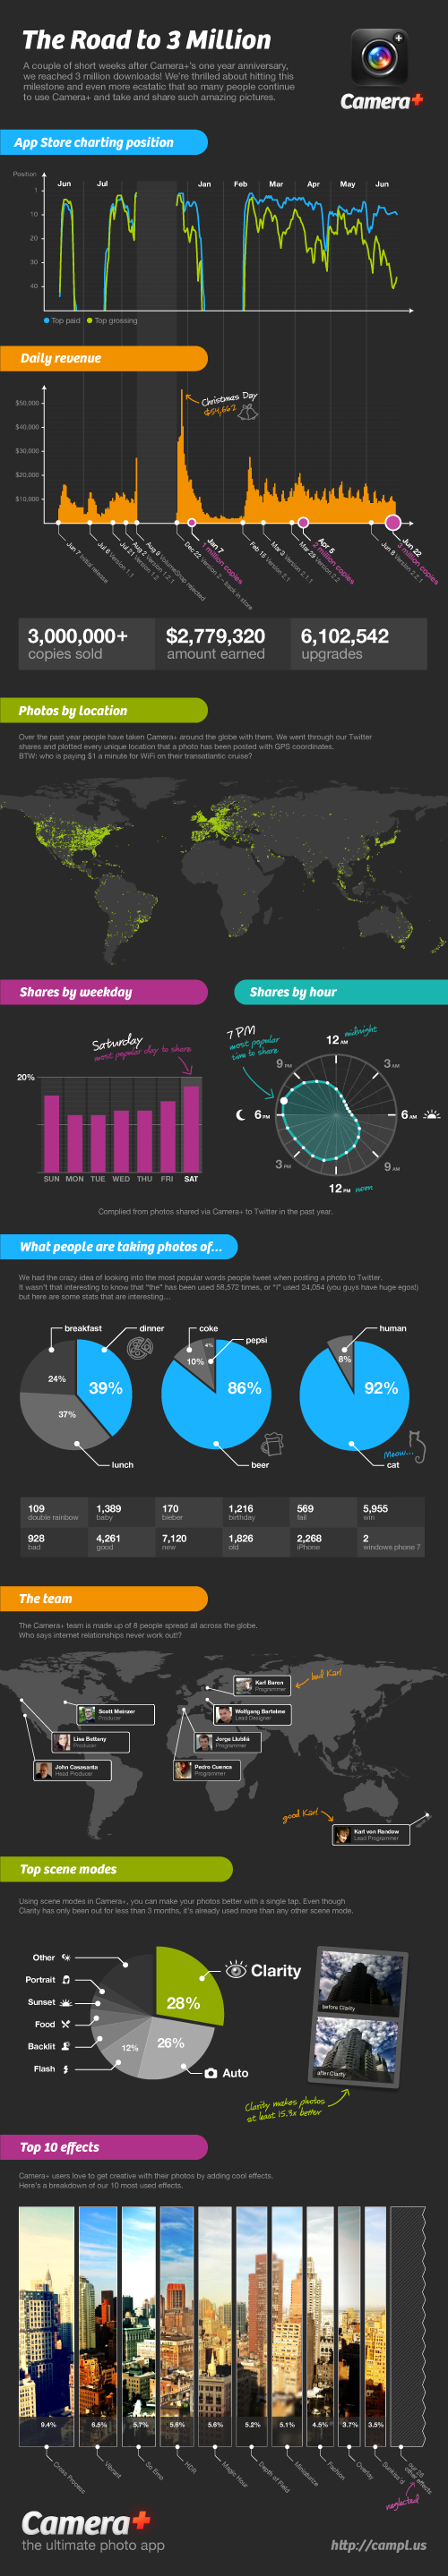 The Road to 3 Million
A couple of short weeks after Camera+'s one year anniversary,
we reached 3 million downloads! We're thrilled about hitting this
milestone and even more ecstatic that so many people continue
to use Camera+ and take and share such amazing pictures.
Camera+
App Store charting position
Position
Jun Jul Jan Feb Mar Apr May Jun
1
10
20
30
40
Top paid Top grossing
Daily revenue
$50,000
$40,000
$30,000
$20,000
$10,000
Christmas Day
$54,662
Jun 7 Initial release
Jul 6 Version 1.1
Jul 21 Version 1.2
Aug 2 Version 1.2.1
Aug 9 VolumeSnap rejected
Dec 22 Version 2 - Back in store
Jan 7
1 million copies
Feb 15 Version 2.1
Mar 3 Version 2.1.1
Mar 29 Version 2.2
Apr 5
2 million copies
Jun 9 Version 2.2.1
Jun 22
3 million copies
3,000,000+
copies sold
$2,779,320
amount earned
6,102,542
upgrades
Photos by location
Over the past year people have taken Camera+ around the globe with them. We went through our Twitter
shares and plotted every unique location that a photo has been posted with GPS coordinates.
BTW: who is paying $1 a minute for WiFi on their transatlantic cruise?
Shares by weekday
Saturday
most popular day to share
20%
SUN MON TUE WED THU FRI SAT
Shares by hour
7 PM
most popular
time to share
12 AM midnight
3 AM
6 AM
9 AM
12 PM noon
3 PM
6 PM
9 PM
Complied from photos shared via Camera+ to Twitter in the past year.
What people are taking photos of...
We had the crazy idea of looking into the most popular words people tweet when posting a photo to Twitter.
It wasn't that interesting to know that "the" has been used 58,572 times, or "I" used 24,054 (you guys have huge egos!)
but here are some stats that are interesting...
breakfast
dinner
24%
39%
37%
lunch
coke
pepsi
4%
10%
86%
beer
human
8%
92%
Meow...
cat
109
double rainbow
1,389
baby
170
bieber
1,216
birthday
569
fail
5,955
win
928
bad
4,261
good
7,120
new
1,826
old
2,268
iPhone
2
windows phone 7
The team
The Camera+ team is made up of 8 people spread all across the globe.
Who says internet relationships never work out!?
Karl Baron
Programmer
bad Karl
Scott Meinzer
Producer
Wolfgang Bartelme
Lead Designer
Lisa Bettany
Producer
Jorge Llubiá
Programmer
John Casasanta
Head Producer
Pedro Cuenca
Programmer
good Karl
Karl von Randow
Lead Programmer
Top scene modes
Using scene modes in Camera+, you can make your photos better with a single tap. Even though
Clarity has only been out for less than 3 months, it's already used more than any other scene mode.
Other
Portrait
Sunset
Food
Backlit
Flash
28%
26%
12%
Clarity
Auto
before Clarity
after Clarity
Clarity makes photos
at least 15.3x better
Top 10 effects
Camera+ users love to get creative with their photos by adding cool effects.
Here's a breakdown of our 10 most used effects.
9.4% 6.5% 5.7% 5.6% 5.6% 5.2% 5.1% 4.5% 3.7% 3.5%
Cross Process
Vibrant
So Emo
HDR
Magic Hour
Depth of Field
Miniaturize
Fashion
Overlay
Sunkiss'd
other effects
neglected
Camera+
the ultimate photo app
http://campl.us